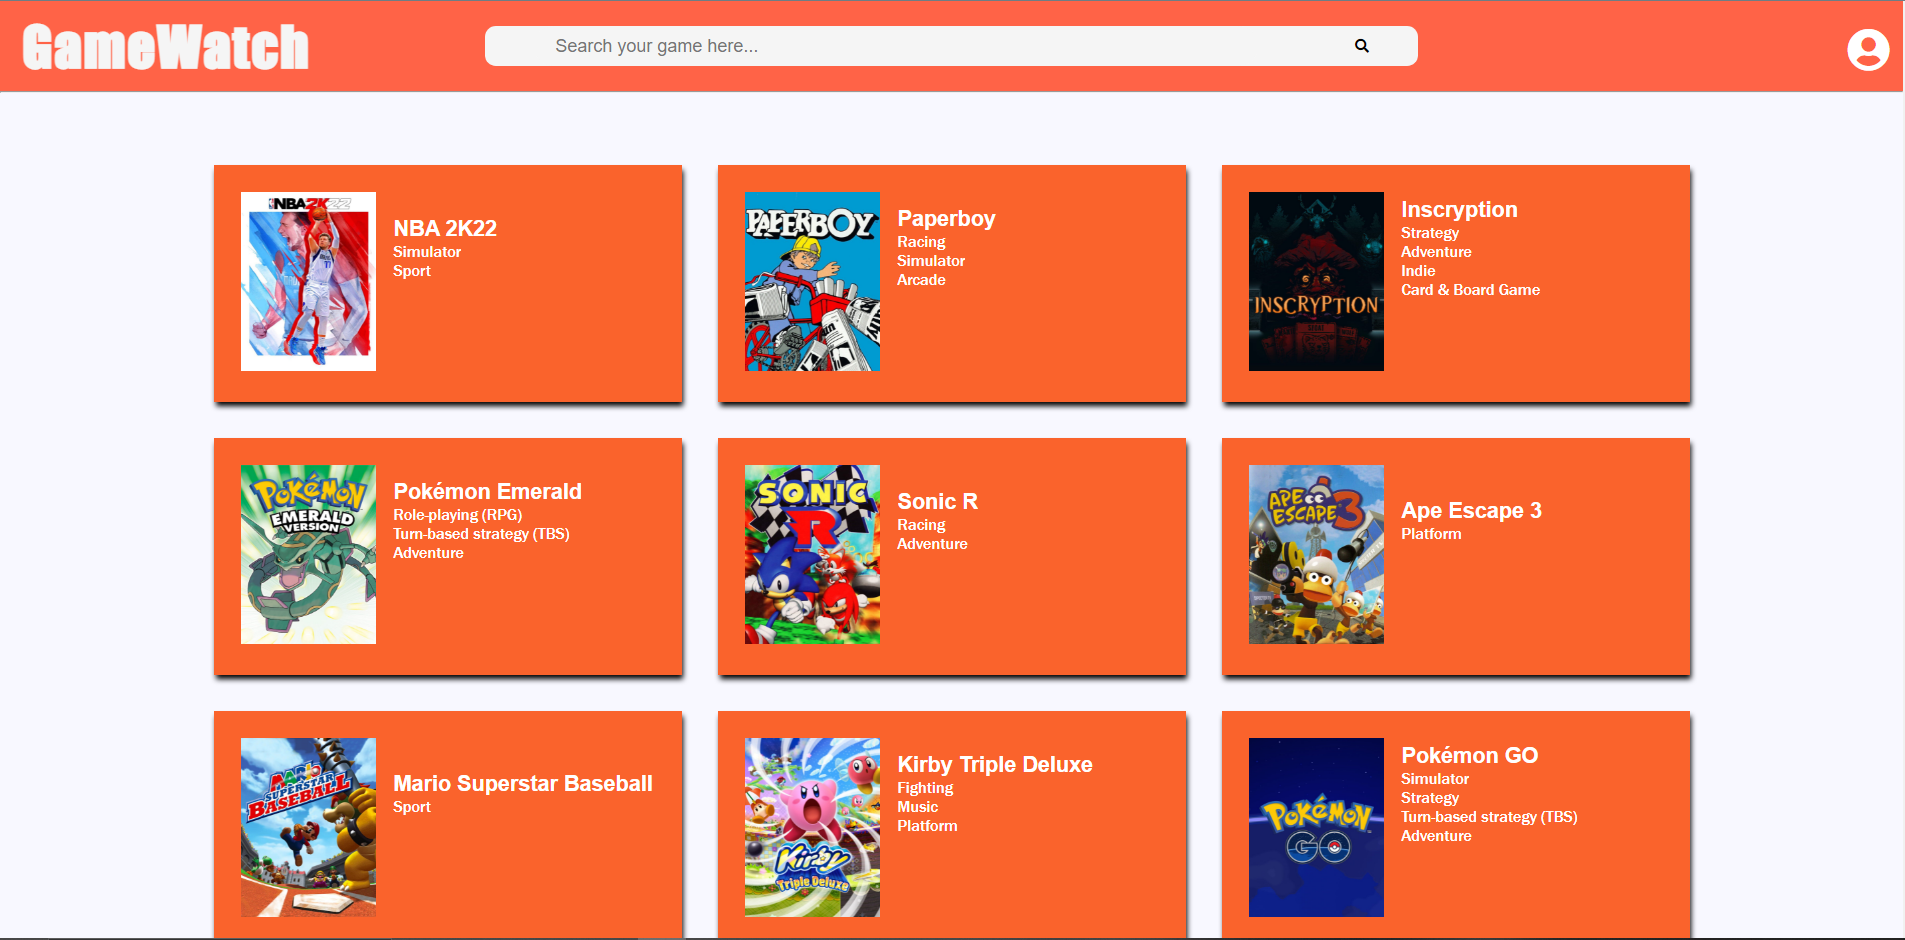 GameWatch
Search your game here...
NBA 2K22
NBA 2K22
Simulator
Sport
PAPERBOY
Paperboy
Racing
Simulator
Arcade
INSCRYPTION
Inscryption
Strategy
Adventure
Indie
Card & Board Game
POKéMON
EMERALD
VERSION
Pokémon Emerald
Role-playing (RPG)
Turn-based strategy (TBS)
Adventure
SONIC
R
Sonic R
Racing
Adventure
APE
ESCAPE 3
Ape Escape 3
Platform
MARIO
SUPERSTAR
BASEBALL
Mario Superstar Baseball
Sport
Kirby
Triple Deluxe
Kirby Triple Deluxe
Fighting
Music
Platform
POKéMON
GO
Pokémon GO
Simulator
Strategy
Turn-based strategy (TBS)
Adventure